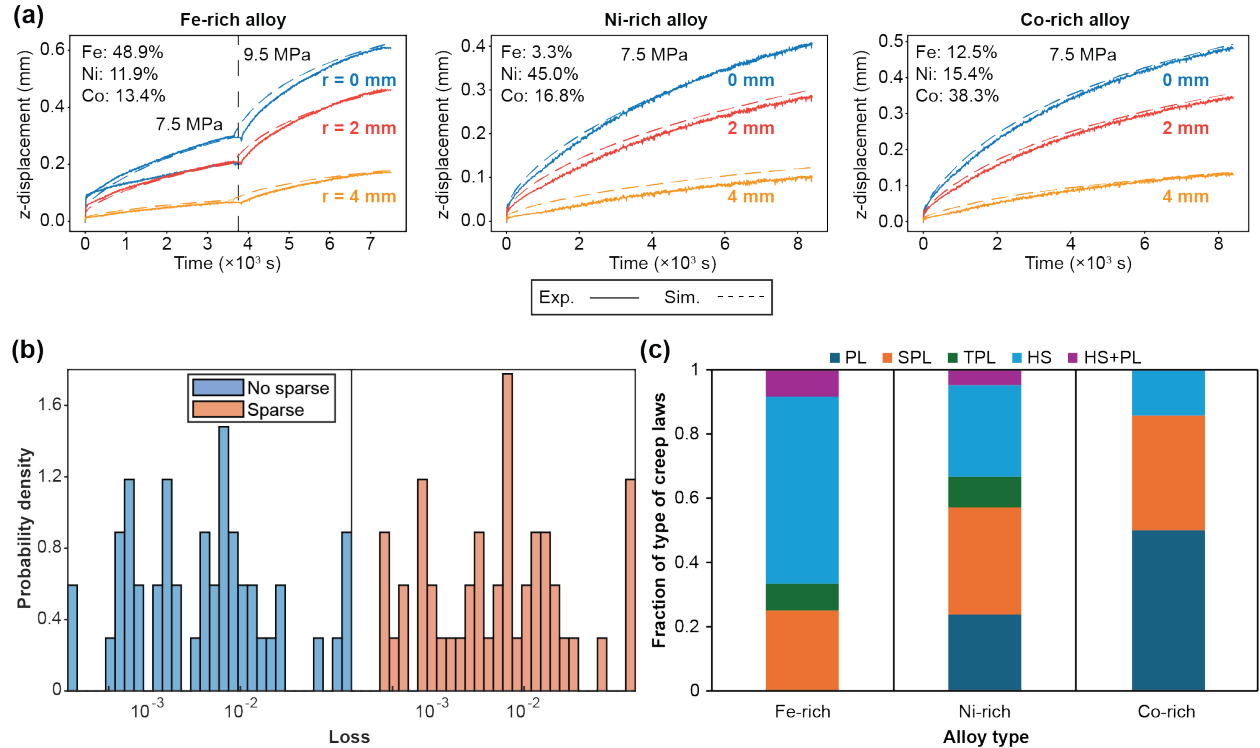 (a)
Fe-rich alloy
Ni-rich alloy
Co-rich alloy
z-displacement (mm)
0.6
0.4
0.2
0.0
Fe: 48.9%
Ni: 11.9%
Co: 13.4%
9.5 MPa
7.5 MPa
r = 0 mm
r = 2 mm
r = 4 mm
0 1 2 3 4 5 6 7
Time (×10³ s)
z-displacement (mm)
0.4
0.3
0.2
0.1
0.0
Fe: 3.3%
Ni: 45.0%
Co: 16.8%
7.5 MPa
0 mm
2 mm
4 mm
0 2 4 6 8
Time (×10³ s)
z-displacement (mm)
0.5
0.4
0.3
0.2
0.1
0.0
Fe: 12.5%
Ni: 15.4%
Co: 38.3%
7.5 MPa
0 mm
2 mm
4 mm
0 2 4 6 8
Time (×10³ s)
Exp. Sim.
(b)
Probability density
1.6
1.2
0.8
0.4
0
No sparse
Sparse
10⁻³ 10⁻² 10⁻³ 10⁻²
Loss
(c)
PL SPL TPL HS HS+PL
Fraction of type of creep laws
1
0.8
0.6
0.4
0.2
0
Fe-rich Ni-rich Co-rich
Alloy type